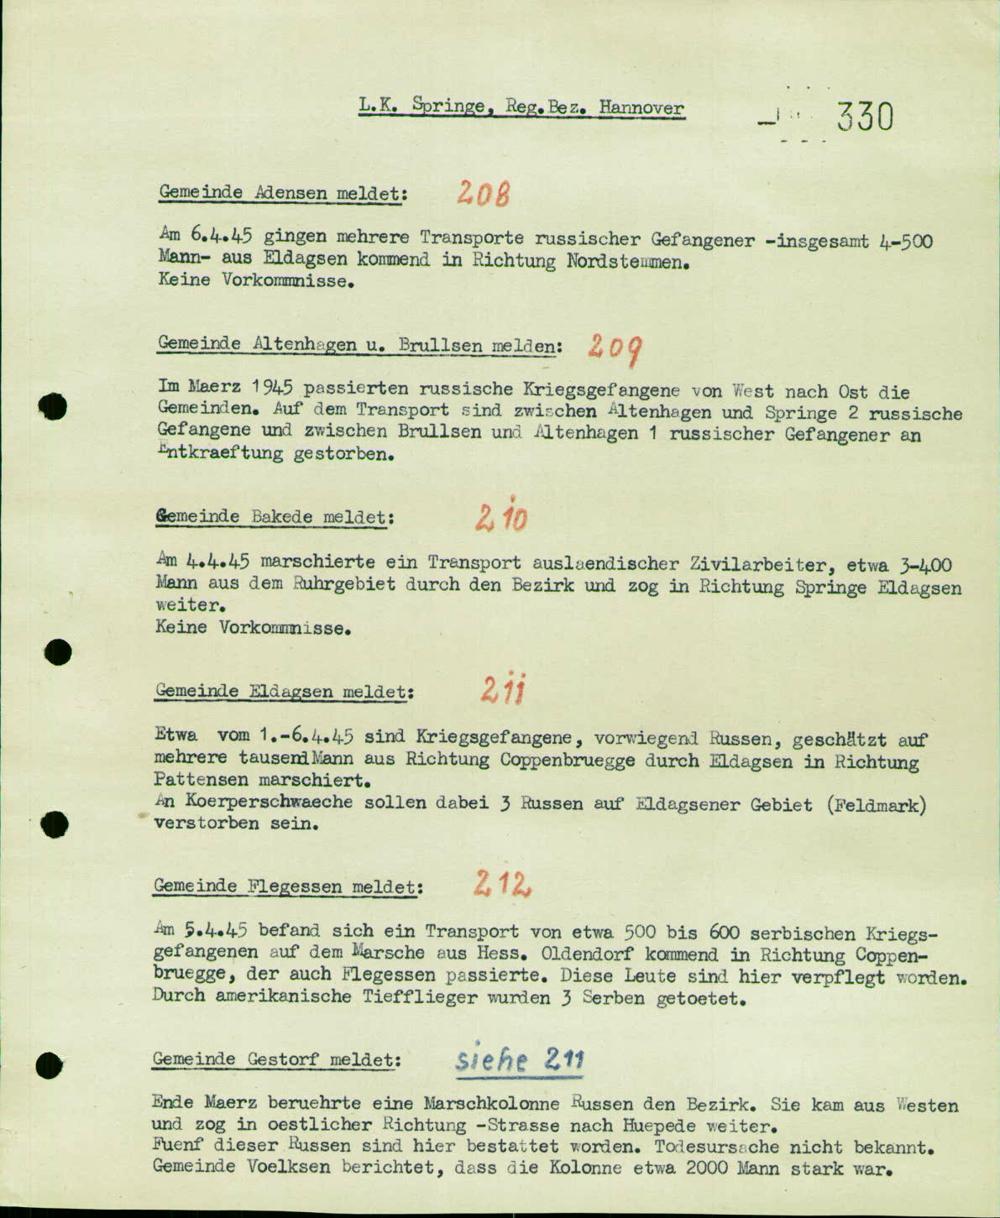 L.K. Springe, Reg.Bez. Hannover
330
Gemeinde Adensen meldet: 208
Am 6.4.45 gingen mehrere Transporte russischer Gefangener -insgesamt 4-500
Mann- aus Eldagsen kommend in Richtung Nordstemmen.
Keine Vorkommnisse.
Gemeinde Altenhagen u. Brullsen melden: 209
Im Maerz 1945 passierten russische Kriegsgefangene von West nach Ost die
Gemeinden. Auf dem Transport sind zwischen Altenhagen und Springe 2 russische
Gefangene und zwischen Brullsen und Altenhagen 1 russischer Gefangener an
Entkraeftung gestorben.
Gemeinde Bakede meldet: 210
Am 4.4.45 marschierte ein Transport auslaendischer Zivilarbeiter, etwa 3-400
Mann aus dem Ruhrgebiet durch den Bezirk und zog in Richtung Springe Eldagsen
weiter.
Keine Vorkommnisse.
Gemeinde Eldagsen meldet: 211
Etwa vom 1.-6.4.45 sind Kriegsgefangene, vorwiegend Russen, geschätzt auf
mehrere tausend Mann aus Richtung Coppenbruegge durch Eldagsen in Richtung
Pattensen marschiert.
An Koerperschwaeche sollen dabei 3 Russen auf Eldagsener Gebiet (Feldmark)
verstorben sein.
Gemeinde Flegessen meldet: 212
Am 5.4.45 befand sich ein Transport von etwa 500 bis 600 serbischen Kriegs-
gefangenen auf dem Marsche aus Hess. Oldendorf kommend in Richtung Coppen-
bruegge, der auch Flegessen passierte. Diese Leute sind hier verpflegt worden.
Durch amerikanische Tiefflieger wurden 3 Serben getoetet.
Gemeinde Gestorf meldet: siehe 211
Ende Maerz beruehrte eine Marschkolonne Russen den Bezirk. Sie kam aus Westen
und zog in oestlicher Richtung -Strasse nach Huepede weiter.
Fuenf dieser Russen sind hier bestattet worden. Todesursache nicht bekannt.
Gemeinde Voelksen berichtet, dass die Kolonne etwa 2000 Mann stark war.